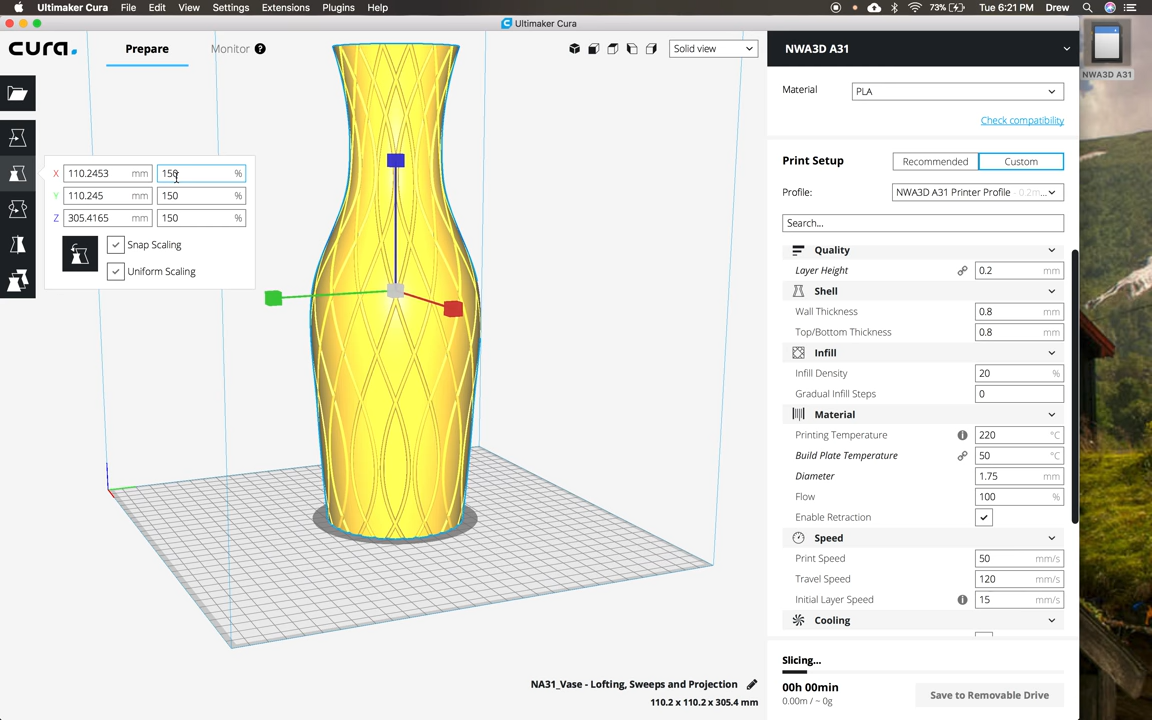 Ultimaker Cura File Edit View Settings Extensions Plugins Help 73% Tue 6:21 PM Drew
Ultimaker Cura
cura. Prepare Monitor ? Solid view NWA3D A31
NWA3D A31
Material PLA
Check compatibility
Print Setup Recommended Custom
X 110.2453 mm 150 %
Y 110.245 mm 150 %
Z 305.4165 mm 150 %
Snap Scaling
Uniform Scaling
Profile: NWA3D A31 Printer Profile 0.2m...
Search...
Quality
Layer Height 0.2 mm
Shell
Wall Thickness 0.8 mm
Top/Bottom Thickness 0.8 mm
Infill
Infill Density 20 %
Gradual Infill Steps 0
Material
Printing Temperature 220 °C
Build Plate Temperature 50 °C
Diameter 1.75 mm
Flow 100 %
Enable Retraction
Speed
Print Speed 50 mm/s
Travel Speed 120 mm/s
Initial Layer Speed 15 mm/s
Cooling
Slicing...
00h 00min
0.00m / ~ 0g
Save to Removable Drive
NA31_Vase - Lofting, Sweeps and Projection
110.2 x 110.2 x 305.4 mm